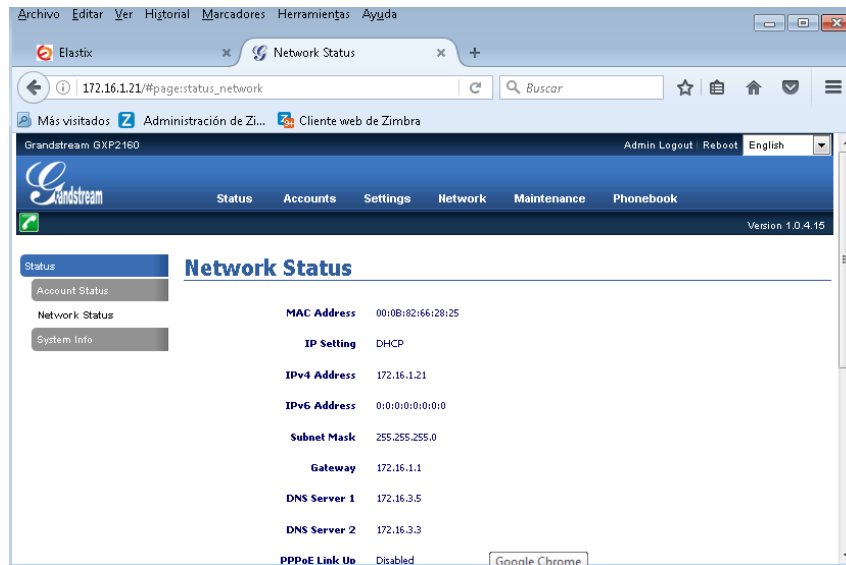 Archivo Editar Ver Historial Marcadores Herramientas Ayuda
Elastix
Network Status
172.16.1.21/#page:status_network
Buscar
Más visitados Administración de Zi... Cliente web de Zimbra
Grandstream GXP2160 Admin Logout | Reboot English
Grandstream
Status Accounts Settings Network Maintenance Phonebook
Version 1.0.4.15
Status
Account Status
Network Status
System Info
Network Status
MAC Address 00:0B:82:66:28:25
IP Setting DHCP
IPv4 Address 172.16.1.21
IPv6 Address 0:0:0:0:0:0:0:0
Subnet Mask 255.255.255.0
Gateway 172.16.1.1
DNS Server 1 172.16.3.5
DNS Server 2 172.16.3.3
PPPoE Link Up Disabled
Google Chrome